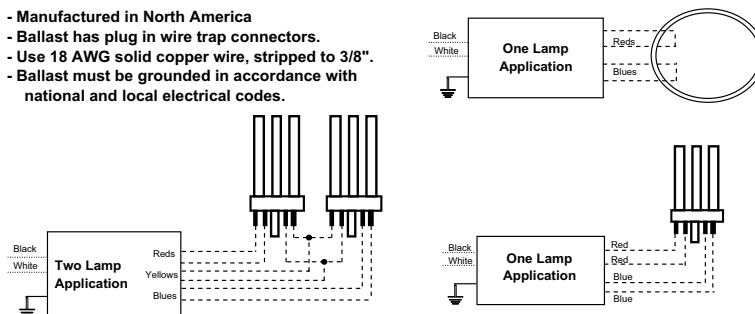 - Manufactured in North America
- Ballast has plug in wire trap connectors.
- Use 18 AWG solid copper wire, stripped to 3/8".
- Ballast must be grounded in accordance with
national and local electrical codes.
Black
White
One Lamp
Application
Reds
Blues
Black
White
Two Lamp
Application
Reds
Yellows
Blues
Black
White
One Lamp
Application
Red
Red
Blue
Blue